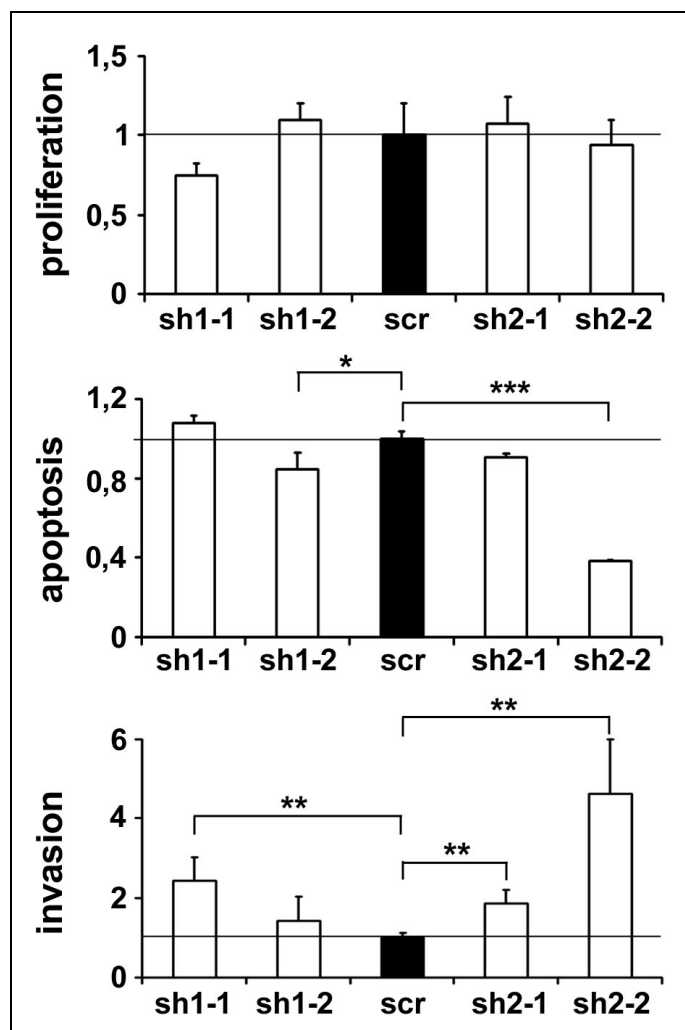 proliferation
1,5
1
0,5
0
sh1-1 sh1-2 scr sh2-1 sh2-2
apoptosis
* ***
1,2
0,8
0,4
0
sh1-1 sh1-2 scr sh2-1 sh2-2
invasion
**
6
**
4
**
2
0
sh1-1 sh1-2 scr sh2-1 sh2-2